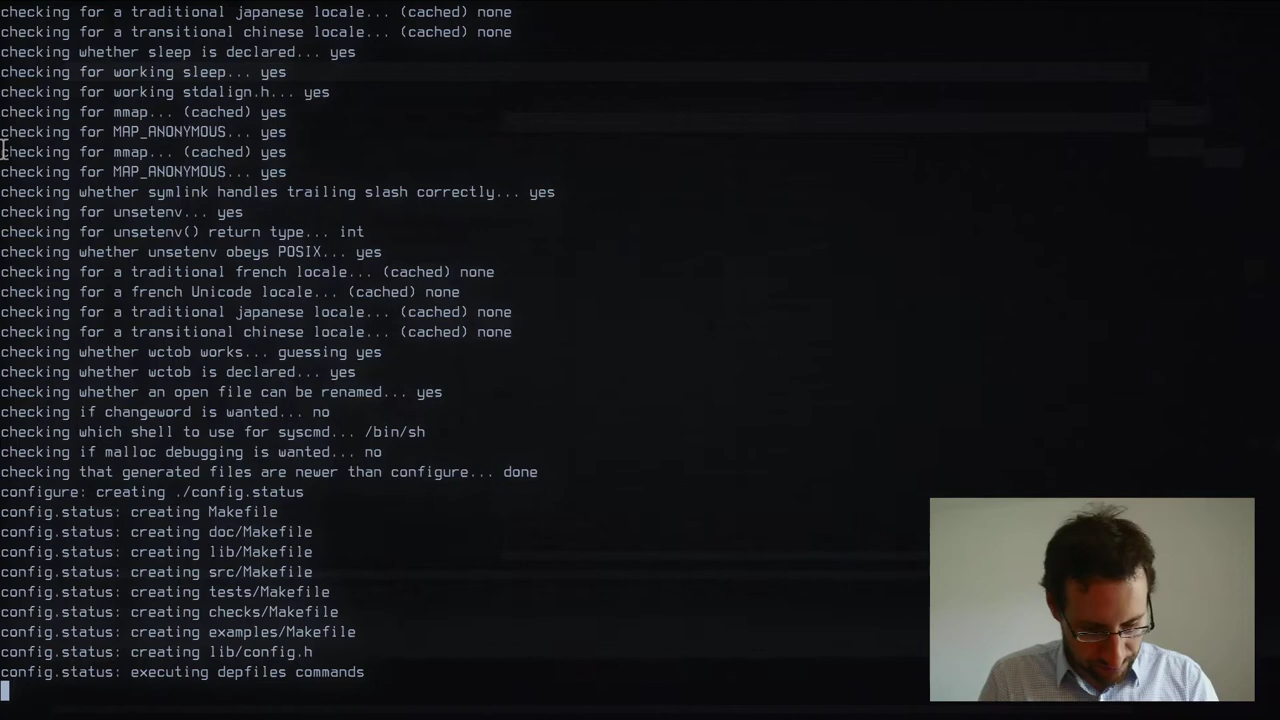 checking for a traditional japanese locale... (cached) none
checking for a transitional chinese locale... (cached) none
checking whether sleep is declared... yes
checking for working sleep... yes
checking for working stdalign.h... yes
checking for mmap... (cached) yes
checking for MAP_ANONYMOUS... yes
checking for mmap... (cached) yes
checking for MAP_ANONYMOUS... yes
checking whether symlink handles trailing slash correctly... yes
checking for unsetenv... yes
checking for unsetenv() return type... int
checking whether unsetenv obeys POSIX... yes
checking for a traditional french locale... (cached) none
checking for a french Unicode locale... (cached) none
checking for a traditional japanese locale... (cached) none
checking for a transitional chinese locale... (cached) none
checking whether wctob works... guessing yes
checking whether wctob is declared... yes
checking whether an open file can be renamed... yes
checking if changeword is wanted... no
checking which shell to use for syscmd... /bin/sh
checking if malloc debugging is wanted... no
checking that generated files are newer than configure... done
configure: creating ./config.status
config.status: creating Makefile
config.status: creating doc/Makefile
config.status: creating lib/Makefile
config.status: creating src/Makefile
config.status: creating tests/Makefile
config.status: creating checks/Makefile
config.status: creating examples/Makefile
config.status: creating lib/config.h
config.status: executing depfiles commands